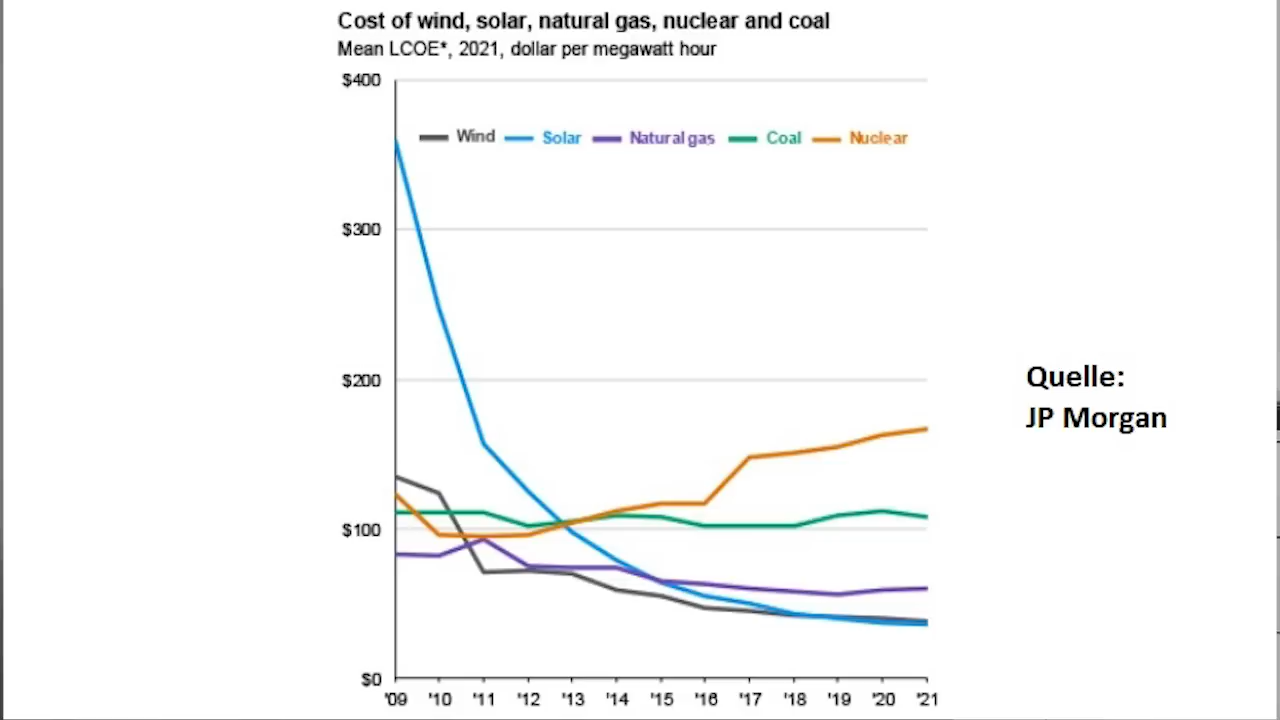 Cost of wind, solar, natural gas, nuclear and coal
Mean LCOE*, 2021, dollar per megawatt hour
$400
Wind Solar Natural gas Coal Nuclear
$300
$200
Quelle:
JP Morgan
$100
$0
'09 '10 '11 '12 '13 '14 '15 '16 '17 '18 '19 '20 '21